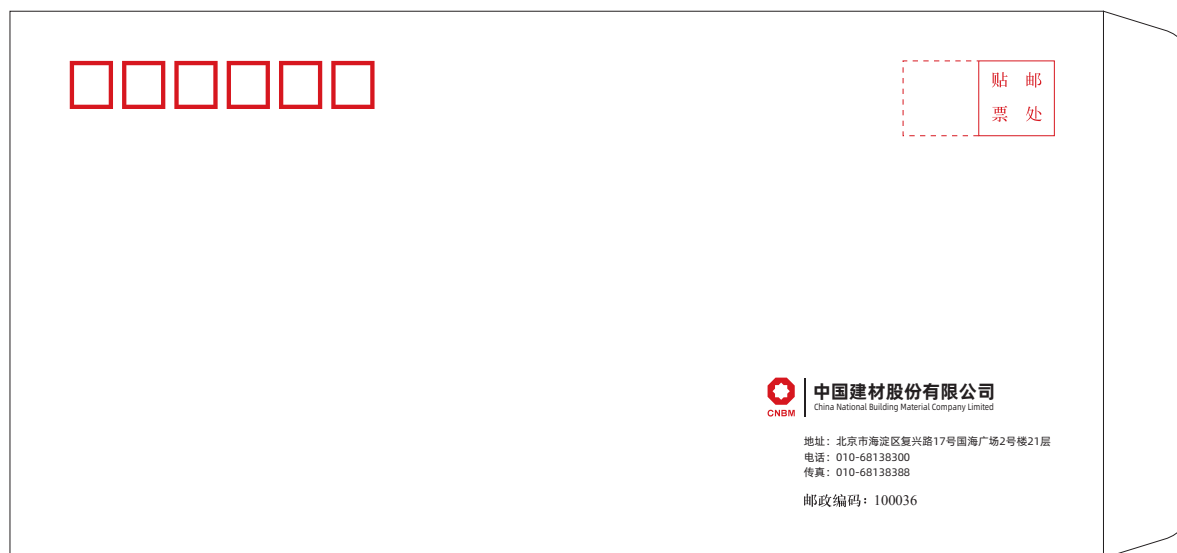 贴 邮
票 处
中国建材股份有限公司
China National Building Material Company Limited
CNBM
地址：北京市海淀区复兴路17号国海广场2号楼21层
电话：010-68138300
传真：010-68138388
邮政编码：100036